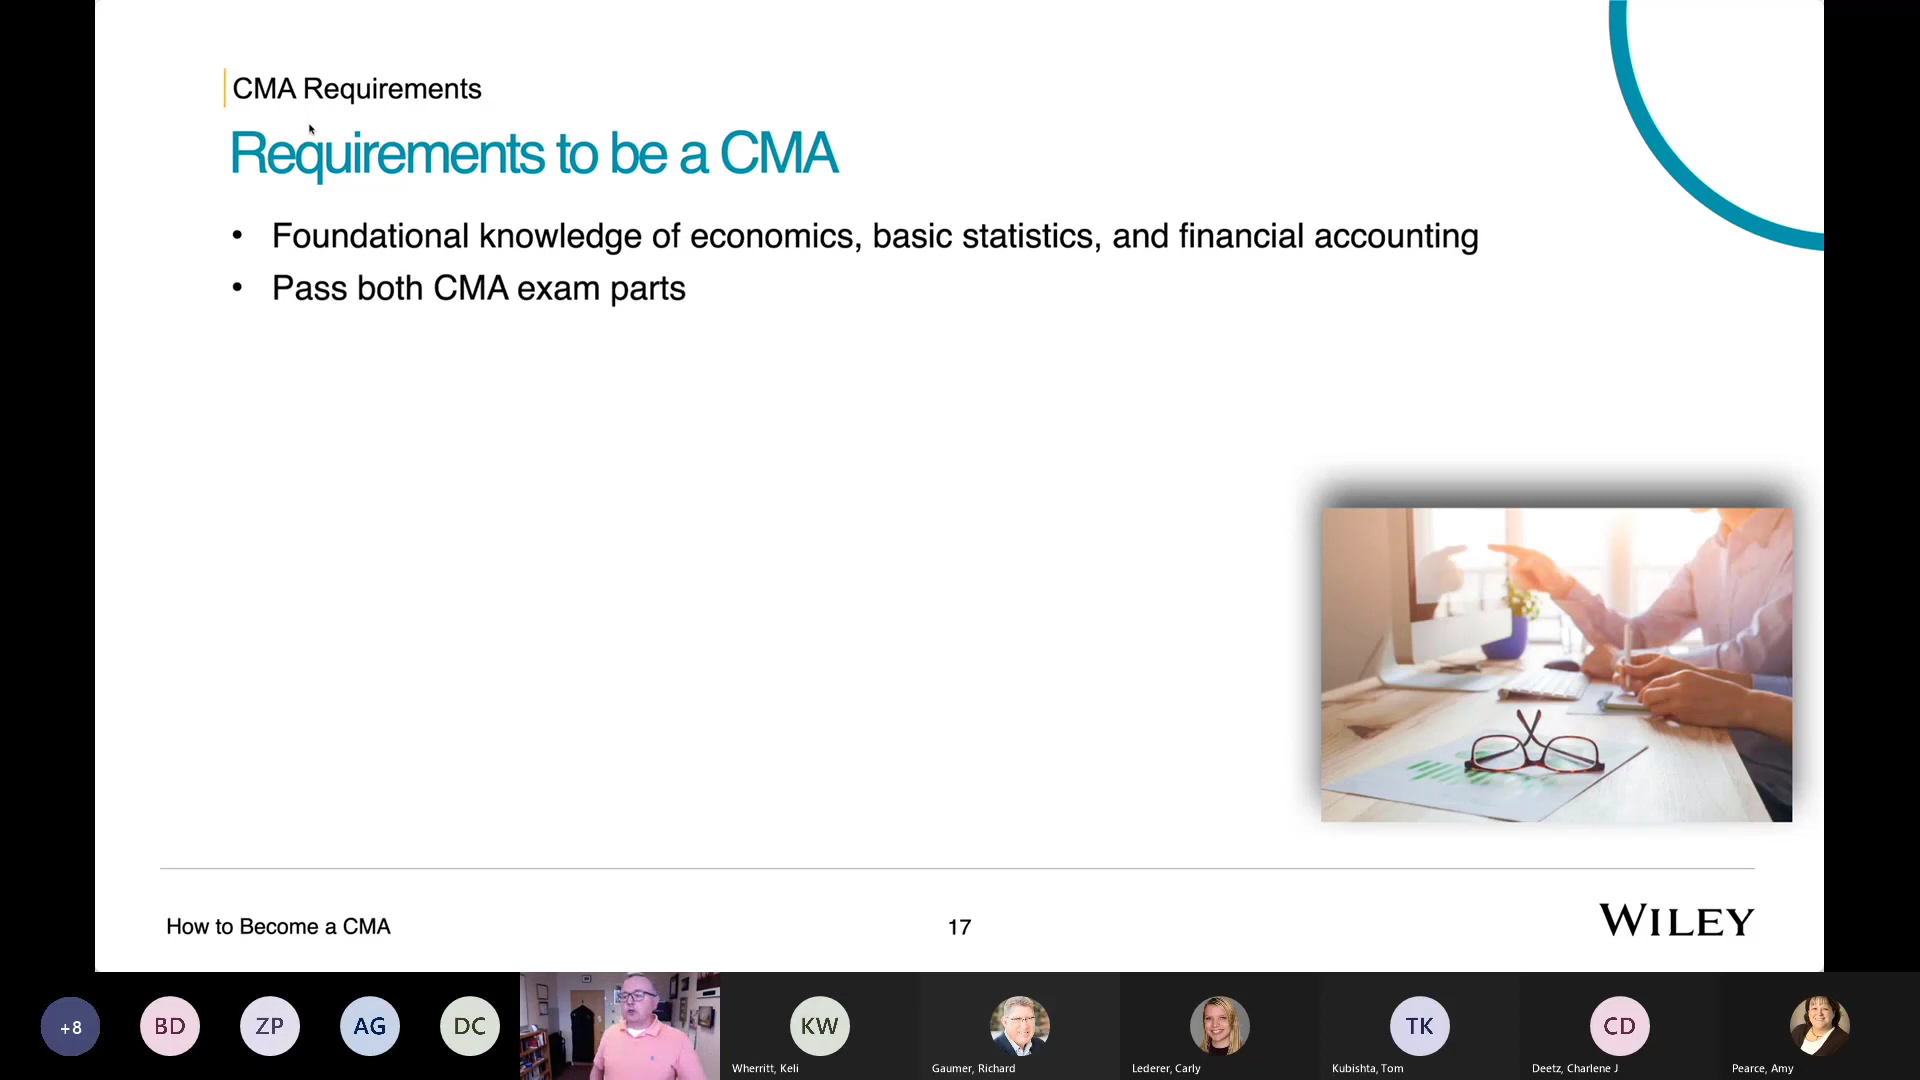 CMA Requirements
Requirements to be a CMA
• Foundational knowledge of economics, basic statistics, and financial accounting
• Pass both CMA exam parts
How to Become a CMA
17
WILEY
+8
BD
ZP
AG
DC
KW
TK
CD
Wherritt, Keli
Gaumer, Richard
Lederer, Carly
Kubishta, Tom
Deetz, Charlene J
Pearce, Amy